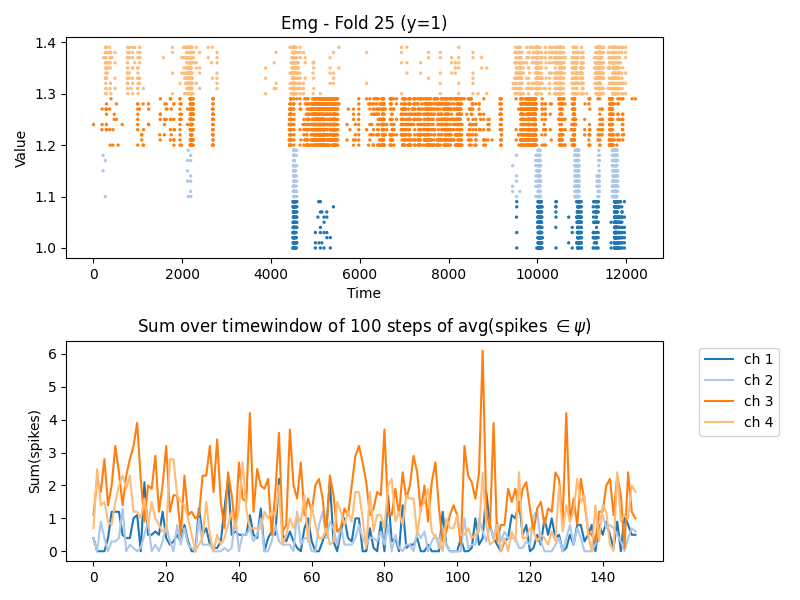 Emg - Fold 25 (y=1)
1.4
1.3
1.2
1.1
1.0
Value
0 2000 4000 6000 8000 10000 12000
Time
Sum over timewindow of 100 steps of avg(spikes ∈ ψ)
6
5
4
3
2
1
0
Sum(spikes)
0 20 40 60 80 100 120 140
ch 1
ch 2
ch 3
ch 4